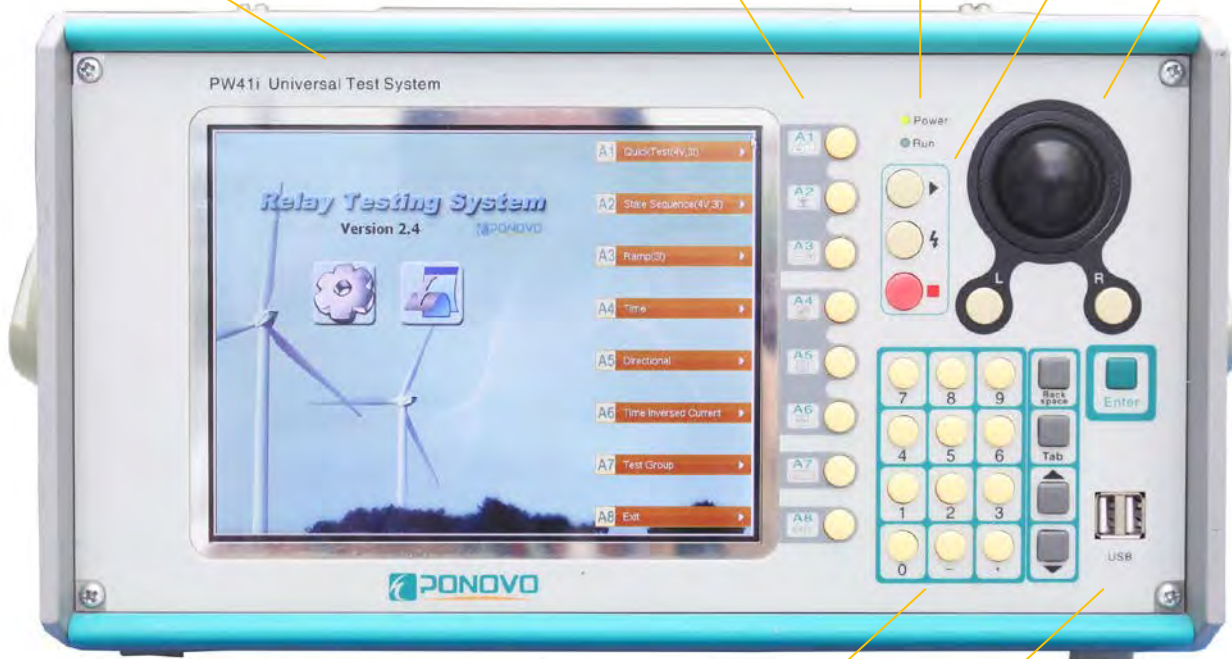 PW41i Universal Test System
Relay Testing System
Version 2.4
PONOVO
A1 QuickTest(4V,3I)
A2 State Sequence(4V,3I)
A3 Ramp(3I)
A4 Time
A5 Directional
A6 Time Inversed Current
A7 Test Group
A8 Exit
A1
A2
A3
A4
A5
A6
A7
A8
Power
Run
L
R
7 8 9
Back
space
Enter
4 5 6
Tab
1 2 3
0 - .
USB
PONOVO